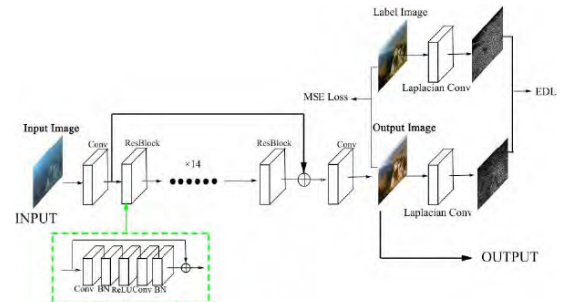 Label Image
Laplacian Conv
MSE Loss
EDL
Input Image
Conv
ResBlock
×14
ResBlock
Conv
Output Image
INPUT
Laplacian Conv
OUTPUT
Conv BN ReLU Conv BN